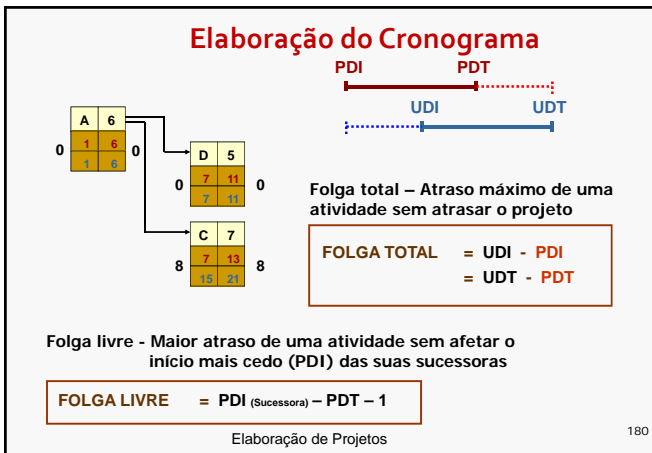 Elaboração do Cronograma
PDI PDT
UDI UDT
A 6
0 1 6 0
1 6
D 5
0 7 11 0
7 11
C 7
8 7 13 8
15 21
Folga total – Atraso máximo de uma
atividade sem atrasar o projeto
FOLGA TOTAL = UDI - PDI
= UDT - PDT
Folga livre - Maior atraso de uma atividade sem afetar o
início mais cedo (PDI) das suas sucessoras
FOLGA LIVRE = PDI (Sucessora) – PDT – 1
Elaboração de Projetos
180